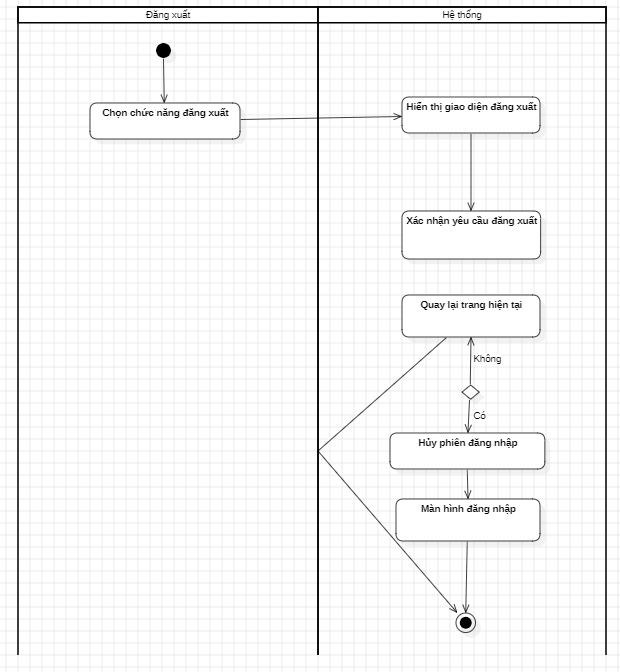 Đăng xuất
Hệ thống
Chọn chức năng đăng xuất
Hiển thị giao diện đăng xuất
Xác nhận yêu cầu đăng xuất
Quay lại trang hiện tại
Không
Có
Hủy phiên đăng nhập
Màn hình đăng nhập